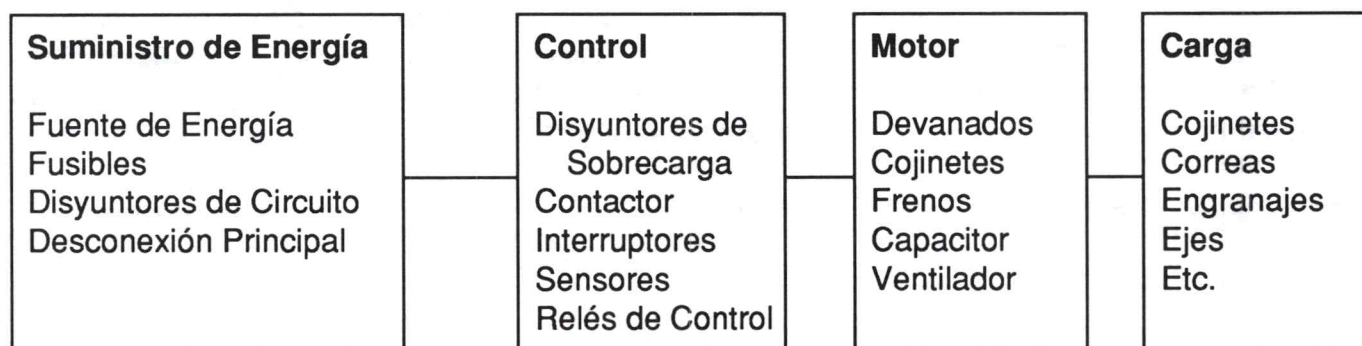 Suministro de Energía
Fuente de Energía
Fusibles
Disyuntores de Circuito
Desconexión Principal
Control
Disyuntores de
Sobrecarga
Contactor
Interruptores
Sensores
Relés de Control
Motor
Devanados
Cojinetes
Frenos
Capacitor
Ventilador
Carga
Cojinetes
Correas
Engranajes
Ejes
Etc.